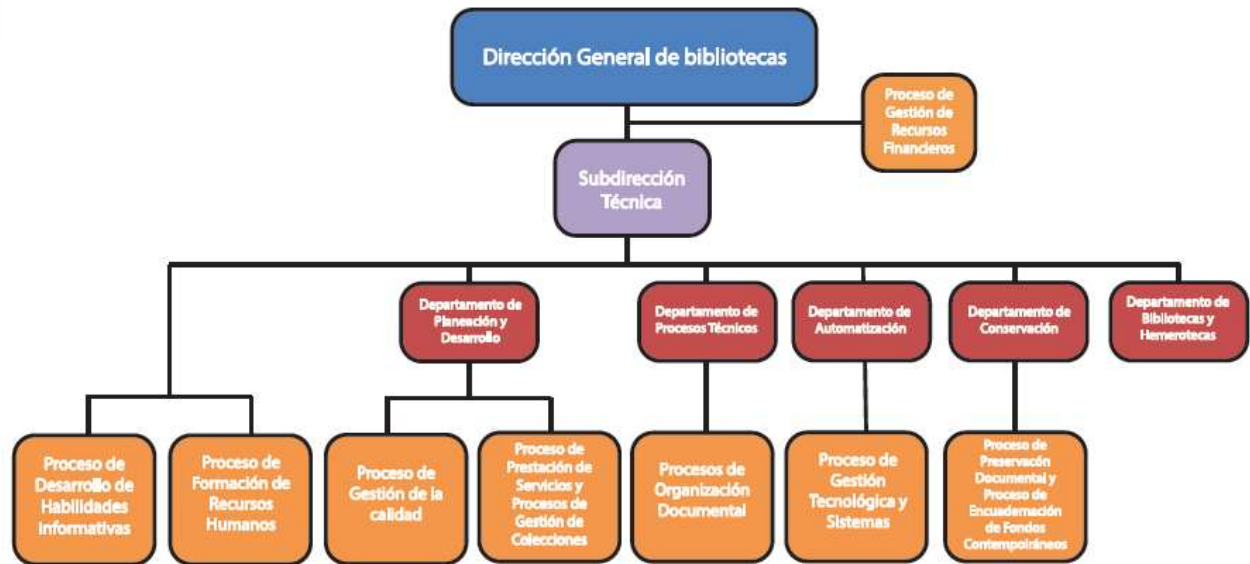 Dirección General de bibliotecas
Proceso de
Gestión de
Recursos
Financieros
Subdirección
Técnica
Departamento de
Planeación y
Desarrollo
Departamento de
Procesos Técnicos
Departamento de
Automatización
Departamento de
Conservación
Departamento de
Bibliotecas y
Hemerotecas
Proceso de
Desarrollo de
Habilidades
Informativas
Proceso de
Formación de
Recursos
Humanos
Proceso de
Gestión de la
calidad
Proceso de
Prestación de
Servicios y
Procesos de
Gestión de
Colecciones
Procesos de
Organización
Documental
Proceso de
Gestión
Tecnológica y
Sistemas
Proceso de
Preservacón
Documental y
Proceso de
Encuadernación
de Fondos
Contempoiráneos